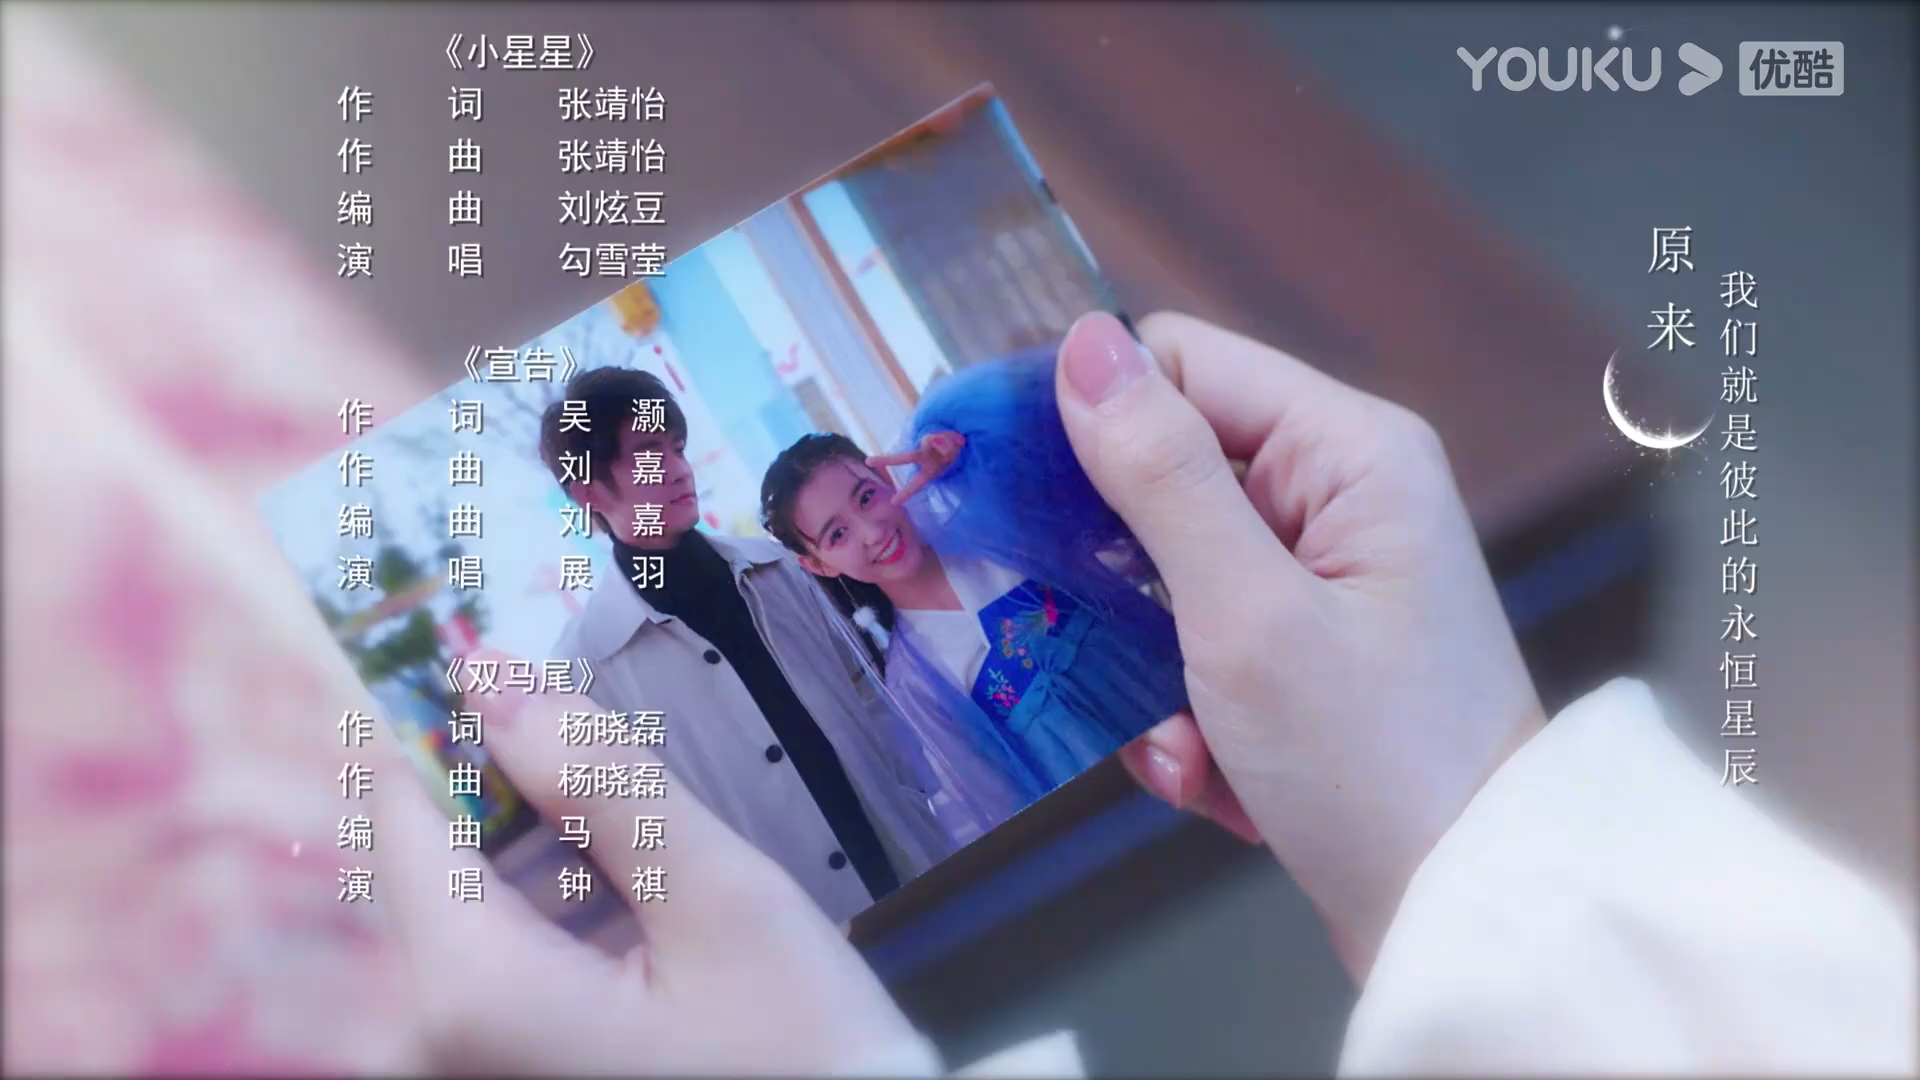 《小星星》
作 词 张靖怡
作 曲 张靖怡
编 曲 刘炫豆
演 唱 勾雪莹
《宣告》
作 词 吴 灏
作 曲 刘 嘉
编 曲 刘 嘉
演 唱 展 羽
《双马尾》
作 词 杨晓磊
作 曲 杨晓磊
编 曲 马 原
演 唱 钟 祺
YOUKU 优酷
原来
我们就是彼此的永恒星辰